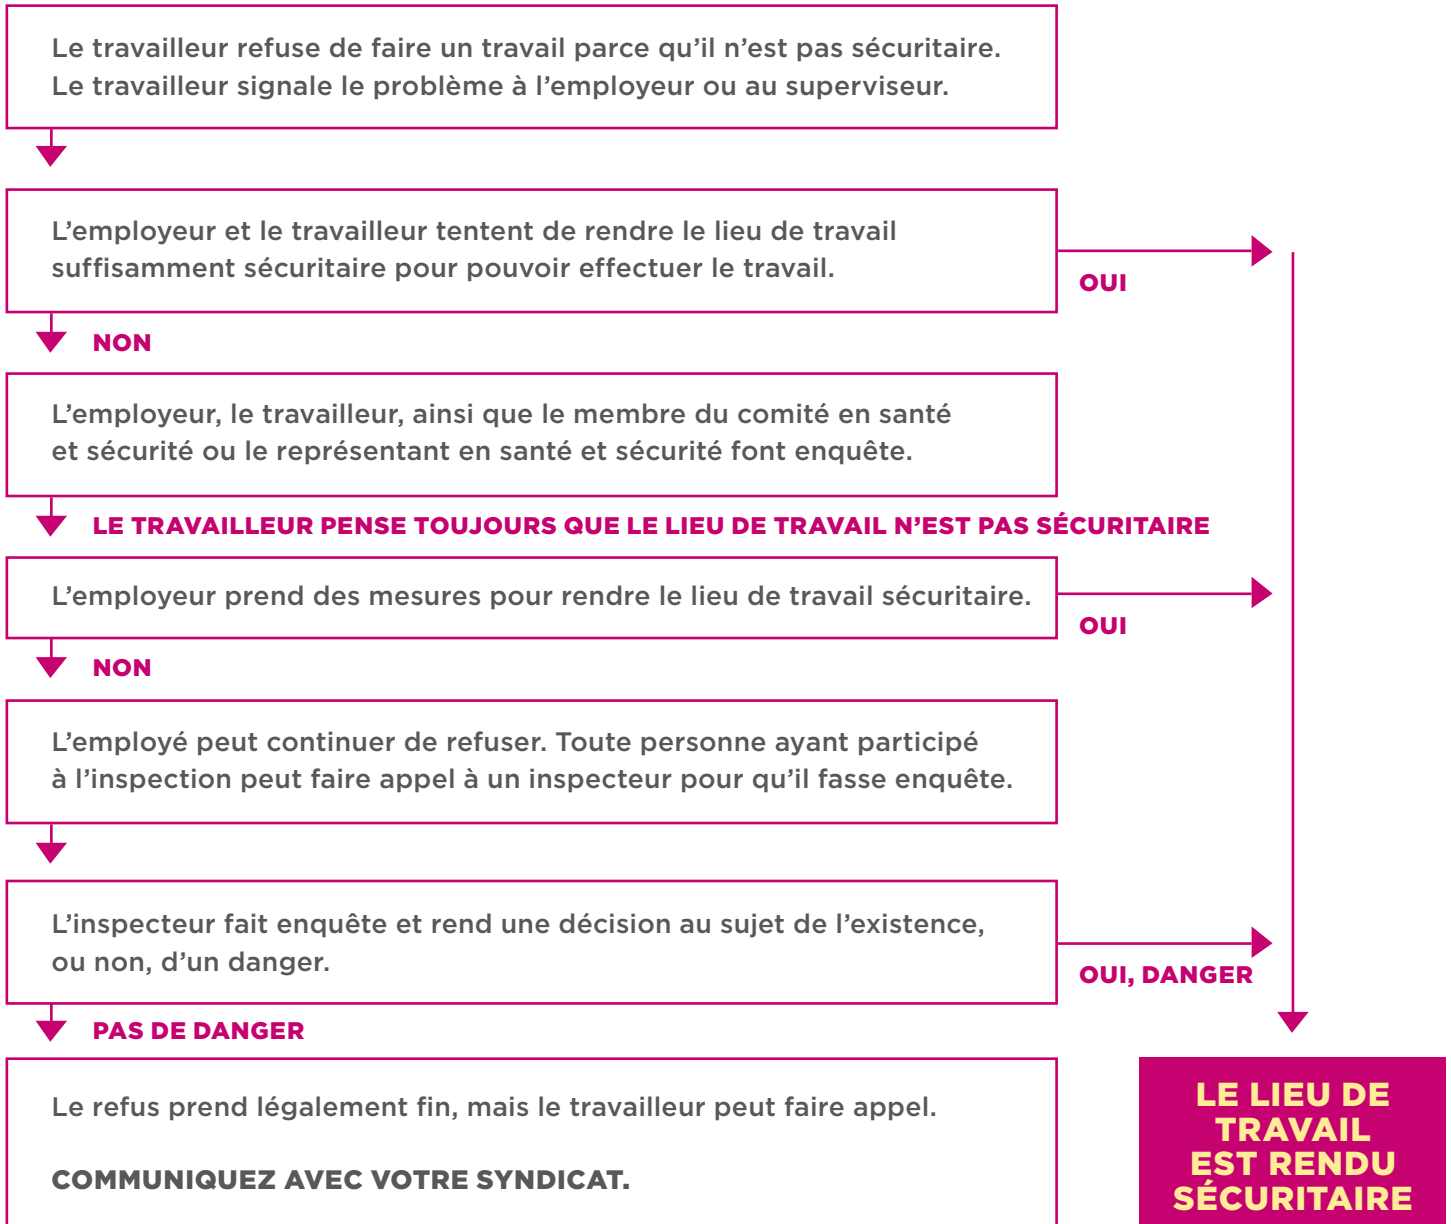 Le travailleur refuse de faire un travail parce qu’il n’est pas sécuritaire.
Le travailleur signale le problème à l’employeur ou au superviseur.
L’employeur et le travailleur tentent de rendre le lieu de travail
suffisamment sécuritaire pour pouvoir effectuer le travail.
OUI
NON
L’employeur, le travailleur, ainsi que le membre du comité en santé
et sécurité ou le représentant en santé et sécurité font enquête.
LE TRAVAILLEUR PENSE TOUJOURS QUE LE LIEU DE TRAVAIL N’EST PAS SÉCURITAIRE
L’employeur prend des mesures pour rendre le lieu de travail sécuritaire.
OUI
NON
L’employé peut continuer de refuser. Toute personne ayant participé
à l’inspection peut faire appel à un inspecteur pour qu’il fasse enquête.
L’inspecteur fait enquête et rend une décision au sujet de l’existence,
ou non, d’un danger.
OUI, DANGER
PAS DE DANGER
Le refus prend légalement fin, mais le travailleur peut faire appel.
COMMUNIQUEZ AVEC VOTRE SYNDICAT.
LE LIEU DE
TRAVAIL
EST RENDU
SÉCURITAIRE